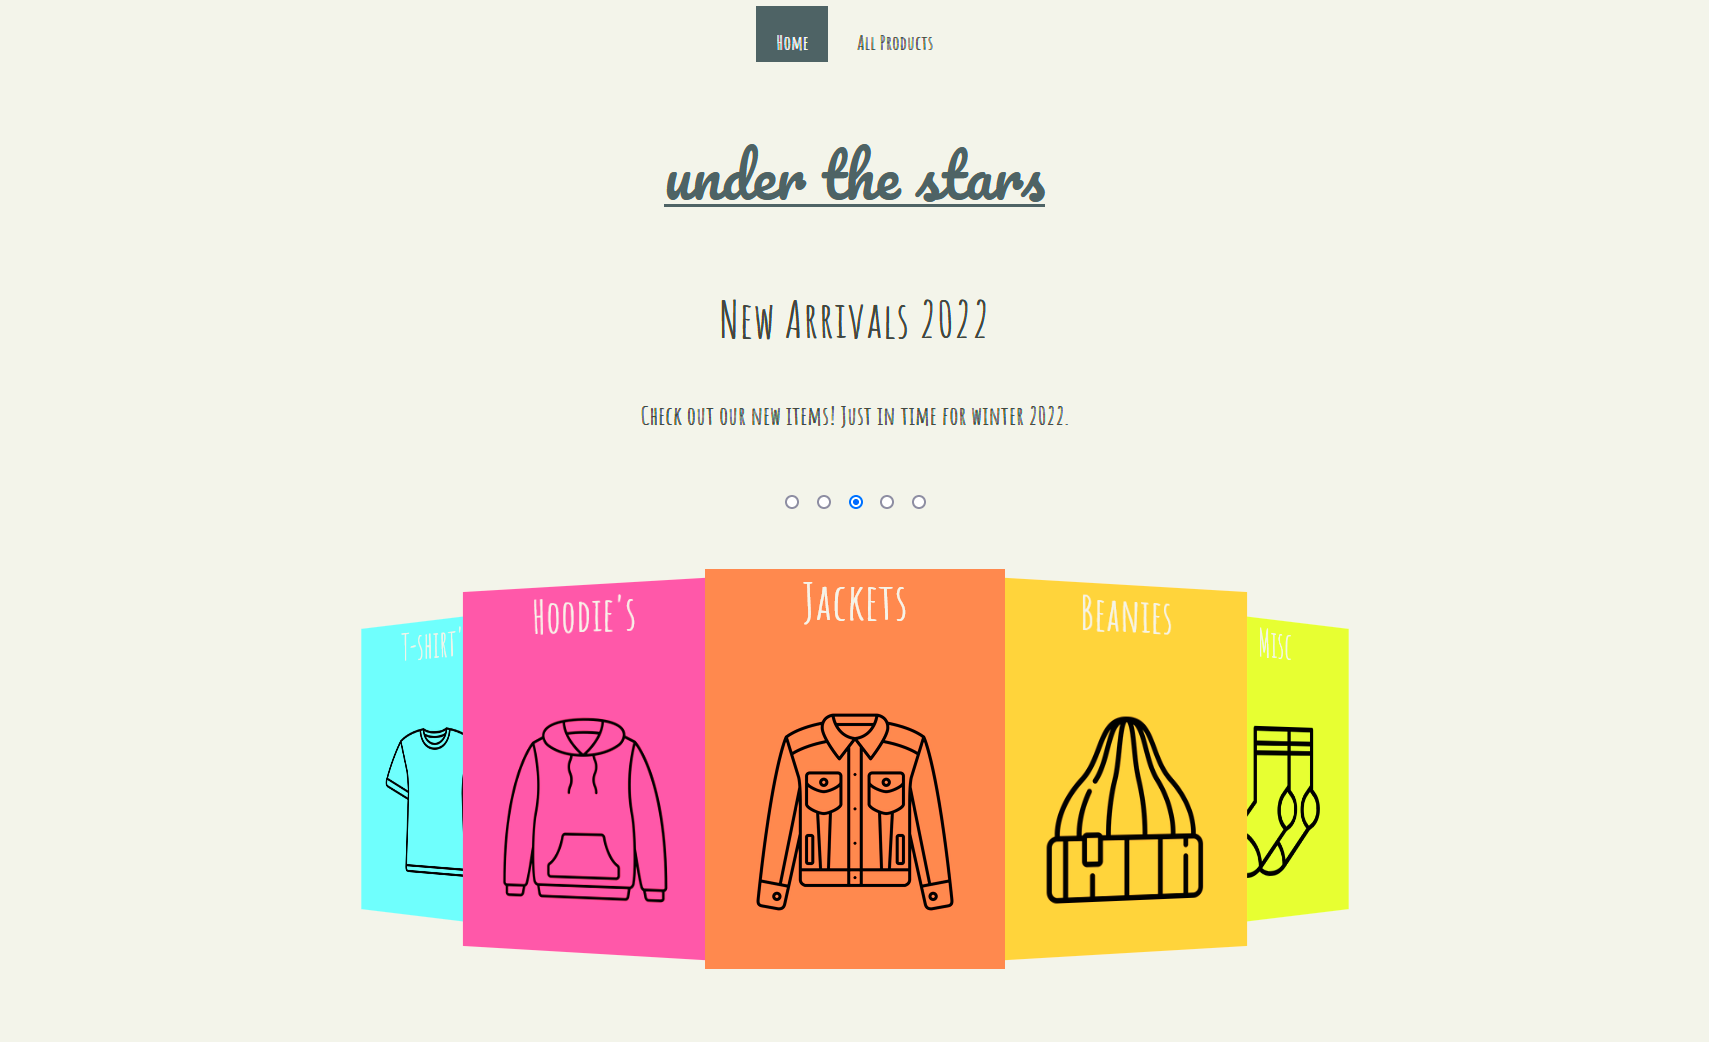 Home
All Products
under the stars
New Arrivals 2022
Check out our new items! Just in time for winter 2022.
T-shirt'
Hoodie's
Jackets
Beanies
Misc